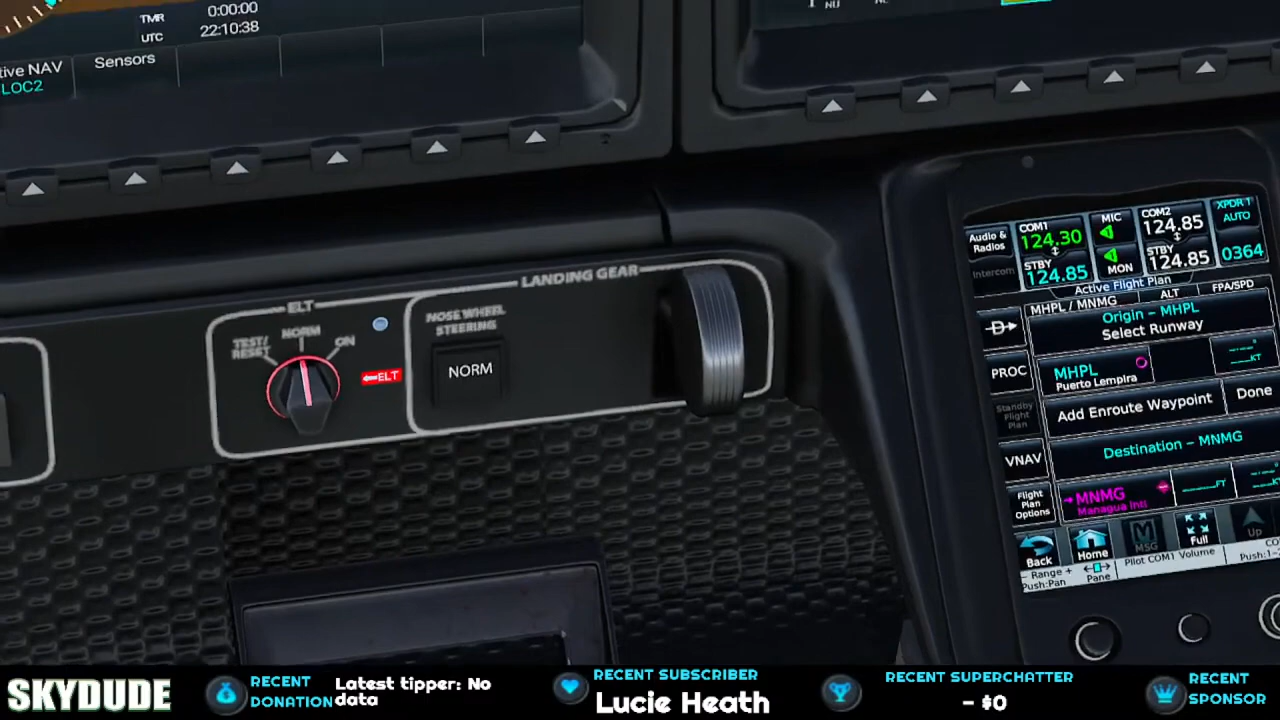 TMR
0:00:00
UTC
22:10:38
tive NAV
LOC2
Sensors
ELT
TEST/
RESET
NORM
ON
ELT
LANDING GEAR
NOSE WHEEL
STEERING
NORM
Audio &
Radios
Intercom
COM1
124.30
STBY
124.85
MIC
MON
COM2
124.85
STBY
124.85
XPDR 1
AUTO
0364
Active Flight Plan
MHPL / MNMG
ALT
FPA/SPD
Origin – MHPL
Select Runway
PROC
MHPL
Puerto Lempira
KT
Standby
Flight
Plan
Add Enroute Waypoint
Done
VNAV
Destination – MNMG
Flight
Plan
Options
MNMG
Managua Intl
FT
KT
Back
Home
MSG
Full
Up
– Range +
Push:Pan
Pane
Pilot COM1 Volume
CO
Push:1–2
SKYDUDE
RECENT
DONATION
Latest tipper: No
data
RECENT SUBSCRIBER
Lucie Heath
RECENT SUPERCHATTER
– $0
RECENT
SPONSOR